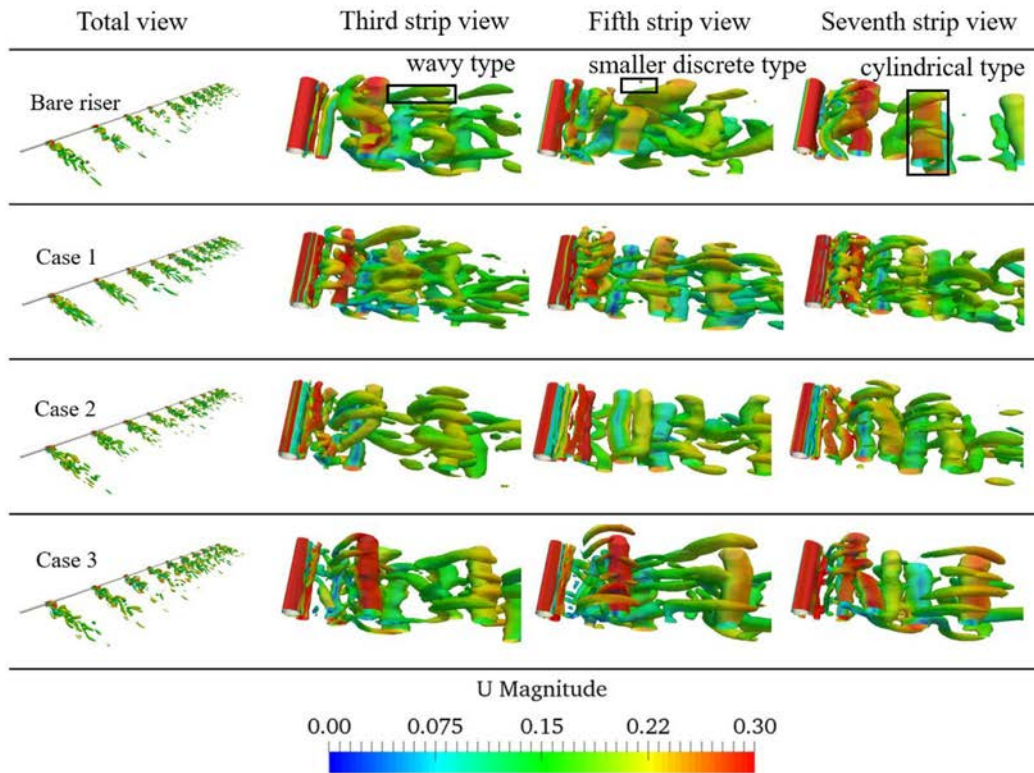 Total view Third strip view Fifth strip view Seventh strip view
wavy type smaller discrete type cylindrical type
Bare riser
Case 1
Case 2
Case 3
U Magnitude
0.00 0.075 0.15 0.22 0.30